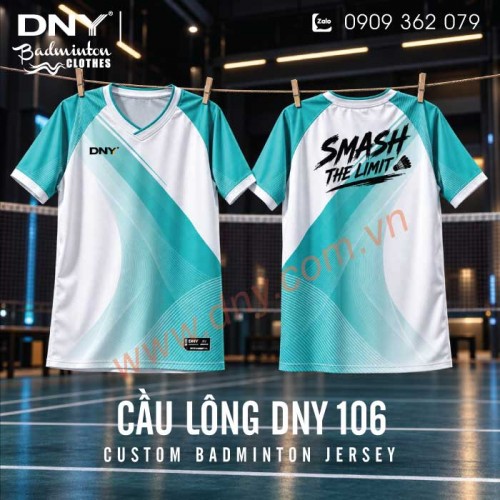 DNY
Badminton
CLOTHES
Zalo
0909 362 079
DNY
SMASH
THE LIMIT
DNY
www.dny.com.vn
CẦU LÔNG DNY 106
CUSTOM BADMINTON JERSEY